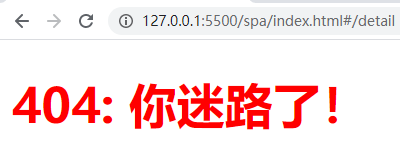 127.0.0.1:5500/spa/index.html#/detail
404: 你迷路了!